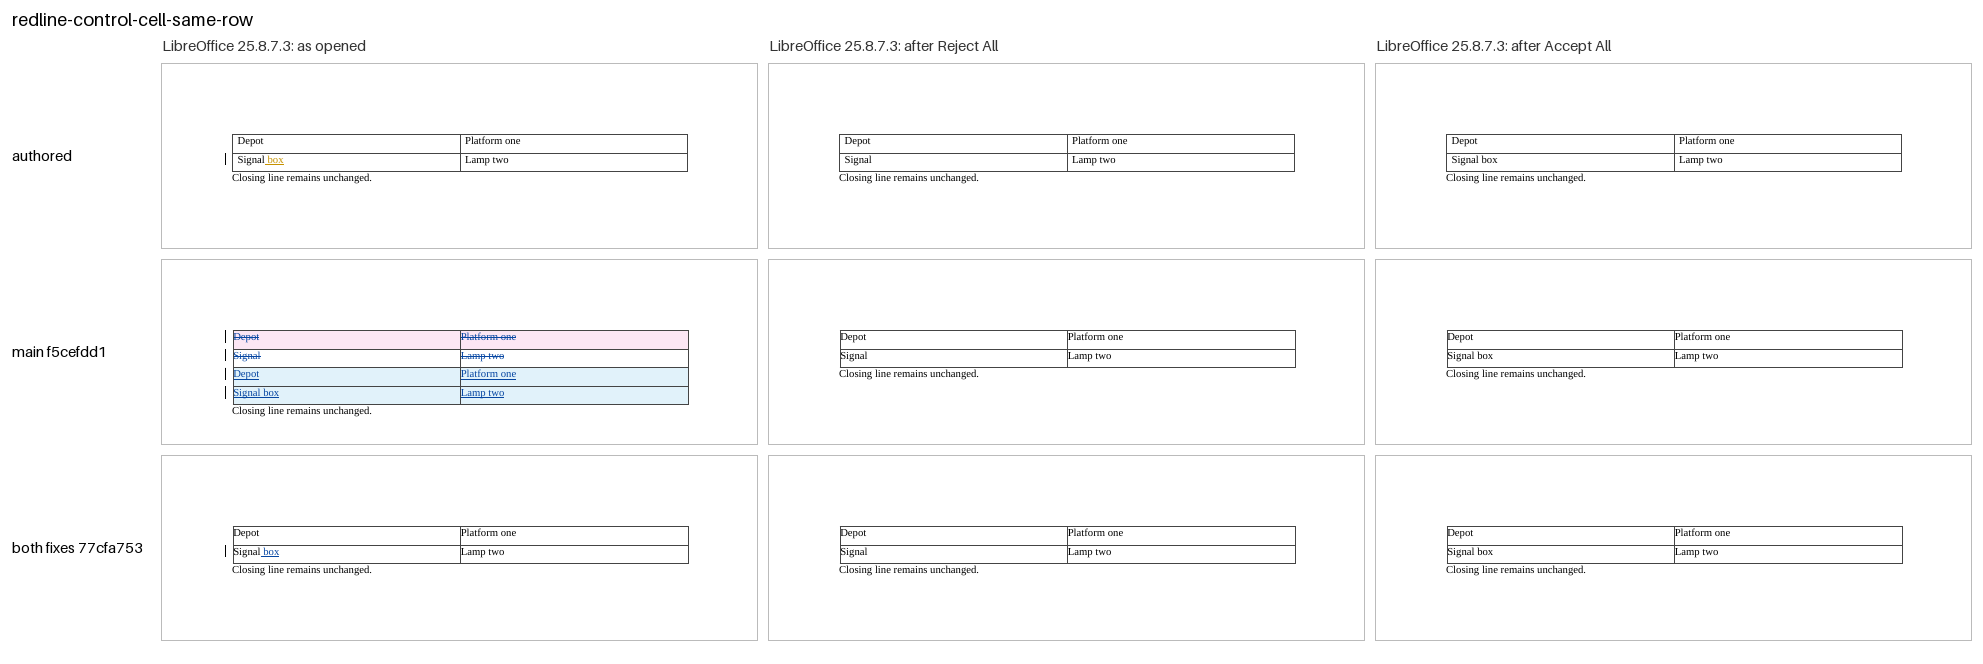 redline-control-cell-same-row
LibreOffice 25.8.7.3: as opened
LibreOffice 25.8.7.3: after Reject All
LibreOffice 25.8.7.3: after Accept All
authored
Depot Platform one
Signal box Lamp two
Closing line remains unchanged.
Depot Platform one
Signal Lamp two
Closing line remains unchanged.
Depot Platform one
Signal box Lamp two
Closing line remains unchanged.
main f5cefdd1
Depot Platform one
Signal Lamp two
Depot Platform one
Signal box Lamp two
Closing line remains unchanged.
Depot Platform one
Signal Lamp two
Closing line remains unchanged.
Depot Platform one
Signal box Lamp two
Closing line remains unchanged.
both fixes 77cfa753
Depot Platform one
Signal box Lamp two
Closing line remains unchanged.
Depot Platform one
Signal Lamp two
Closing line remains unchanged.
Depot Platform one
Signal box Lamp two
Closing line remains unchanged.